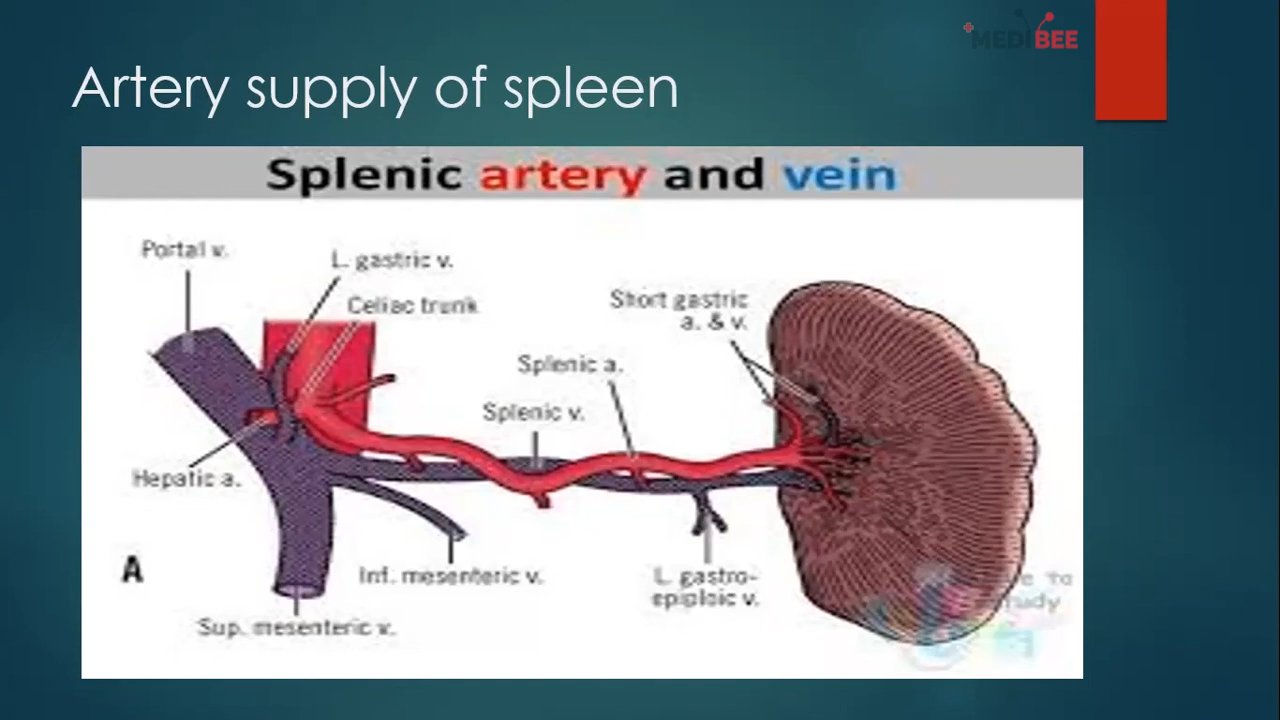 MEDIBEE
Artery supply of spleen
Splenic artery and vein
Portal v.
L. gastric v.
Celiac trunk
Short gastric
a. & v.
Splenic a.
Splenic v.
Hepatic a.
A
Inf. mesenteric v.
L. gastro-
epiploic v.
Sup. mesenteric v.
To